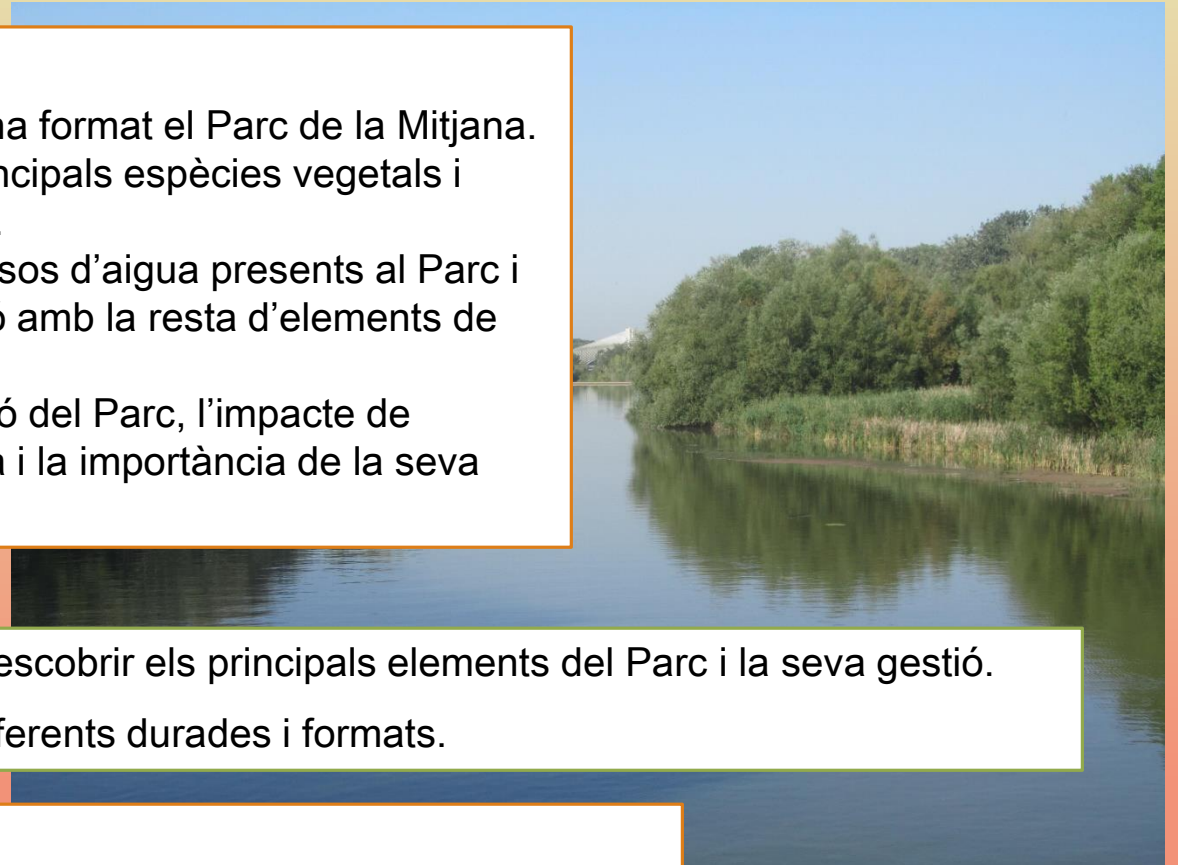 ha format el Parc de la Mitjana.
ncipals espècies vegetals i
sos d’aigua presents al Parc i
ó amb la resta d’elements de
ó del Parc, l’impacte de
a i la importància de la seva
escobrir els principals elements del Parc i la seva gestió.
ferents durades i formats.